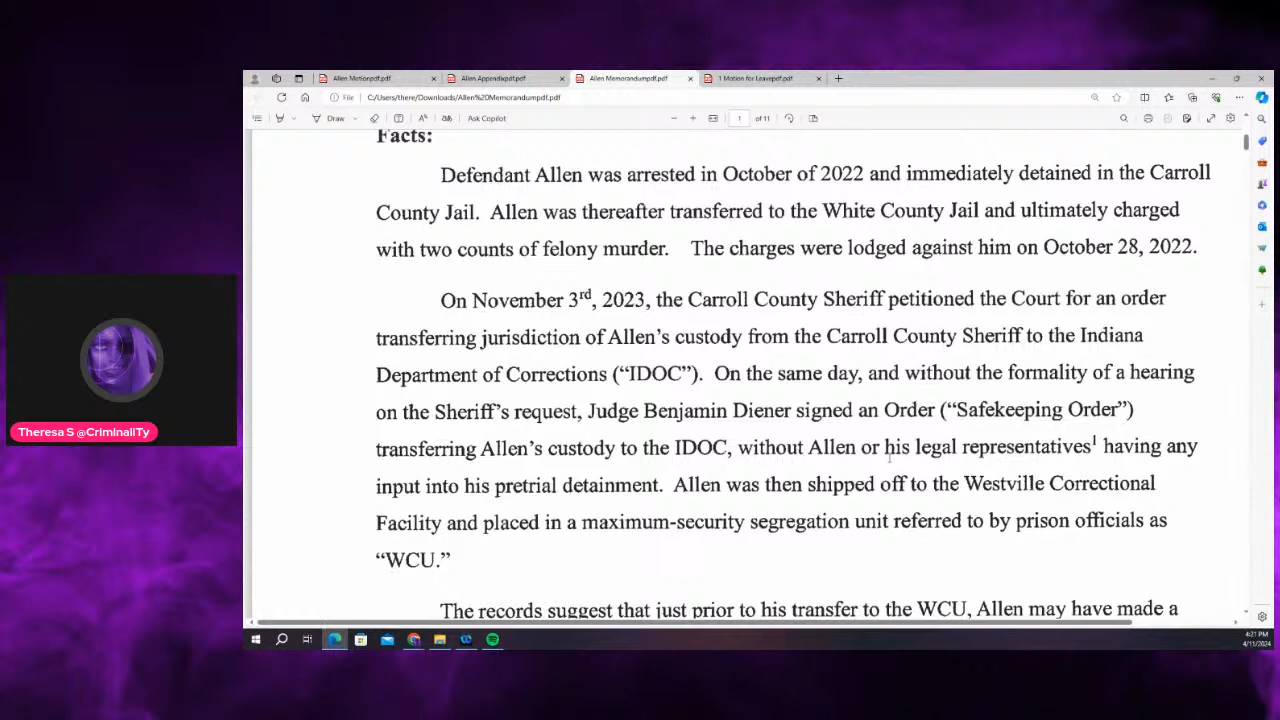 Allen Motionpdf.pdf
Allen Appendixpdf.pdf
Allen Memorandumpdf.pdf
1 Motion for Leavepdf.pdf
File
C:/Users/there/Downloads/Allen%20Memorandumpdf.pdf
Draw
Ask Copilot
1
of 11
Facts:
Defendant Allen was arrested in October of 2022 and immediately detained in the Carroll
County Jail. Allen was thereafter transferred to the White County Jail and ultimately charged
with two counts of felony murder. The charges were lodged against him on October 28, 2022.
On November 3rd, 2023, the Carroll County Sheriff petitioned the Court for an order
transferring jurisdiction of Allen’s custody from the Carroll County Sheriff to the Indiana
Department of Corrections (“IDOC”). On the same day, and without the formality of a hearing
on the Sheriff’s request, Judge Benjamin Diener signed an Order (“Safekeeping Order”)
transferring Allen’s custody to the IDOC, without Allen or his legal representatives1 having any
input into his pretrial detainment. Allen was then shipped off to the Westville Correctional
Facility and placed in a maximum-security segregation unit referred to by prison officials as
“WCU.”
The records suggest that just prior to his transfer to the WCU, Allen may have made a
Theresa S @CriminaliTy
4:21 PM
4/11/2024